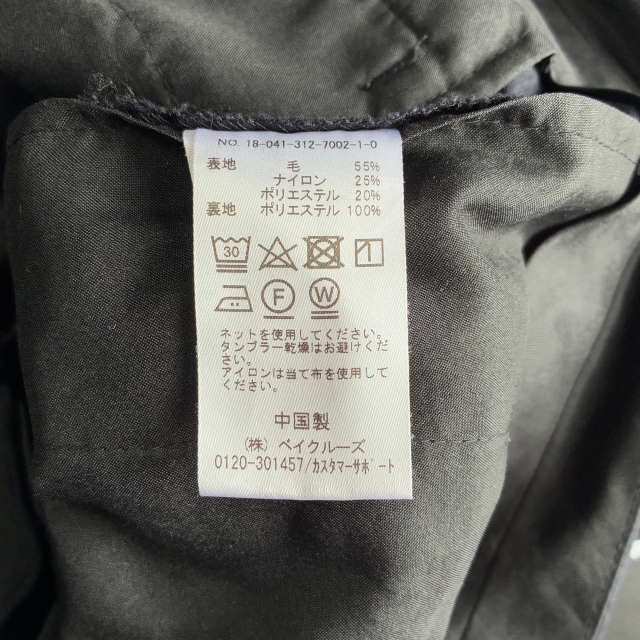 NO. 18-041-312-7002-1-0
表地 毛 55%
ナイロン 25%
ポリエステル 20%
裏地 ポリエステル 100%
30
F W
ネットを使用してください。
タンブラー乾燥はお避けくだ
さい。
アイロンは当て布を使用して
ください。
中国製
(株) ベイクルーズ
0120-301457/カスタマーサポート